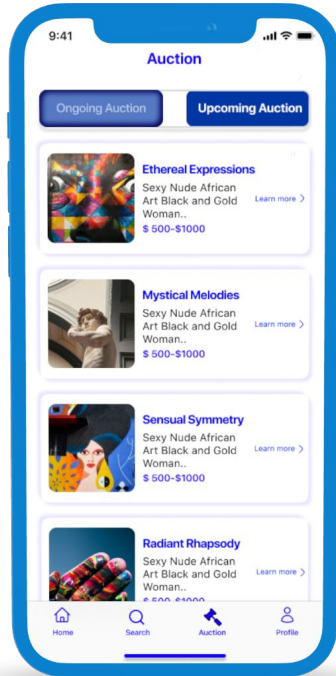 9:41
Auction
Ongoing Auction
Upcoming Auction
Ethereal Expressions
Sexy Nude African
Art Black and Gold
Woman..
Learn more
$ 500-$1000
Mystical Melodies
Sexy Nude African
Art Black and Gold
Woman..
Learn more
$ 500-$1000
Sensual Symmetry
Sexy Nude African
Art Black and Gold
Woman..
Learn more
$ 500-$1000
Radiant Rhapsody
Sexy Nude African
Art Black and Gold
Woman..
Learn more
$ 500-$1000
Home
Search
Auction
Profile